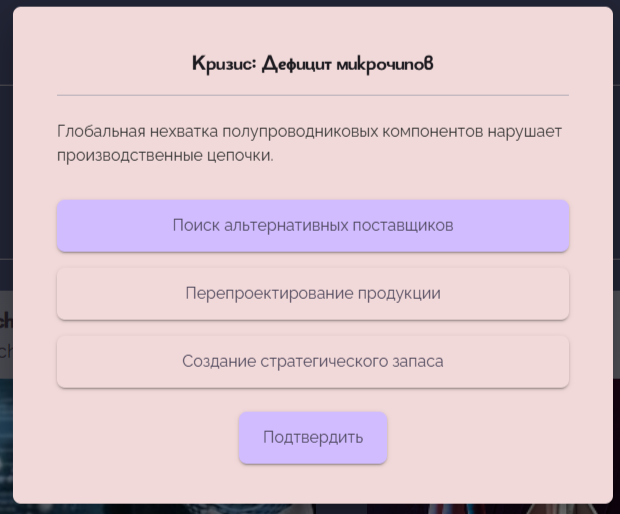 Кризис: Дефицит микрочипов
Глобальная нехватка полупроводниковых компонентов нарушает
производственные цепочки.
Поиск альтернативных поставщиков
Перепроектирование продукции
Создание стратегического запаса
Подтвердить